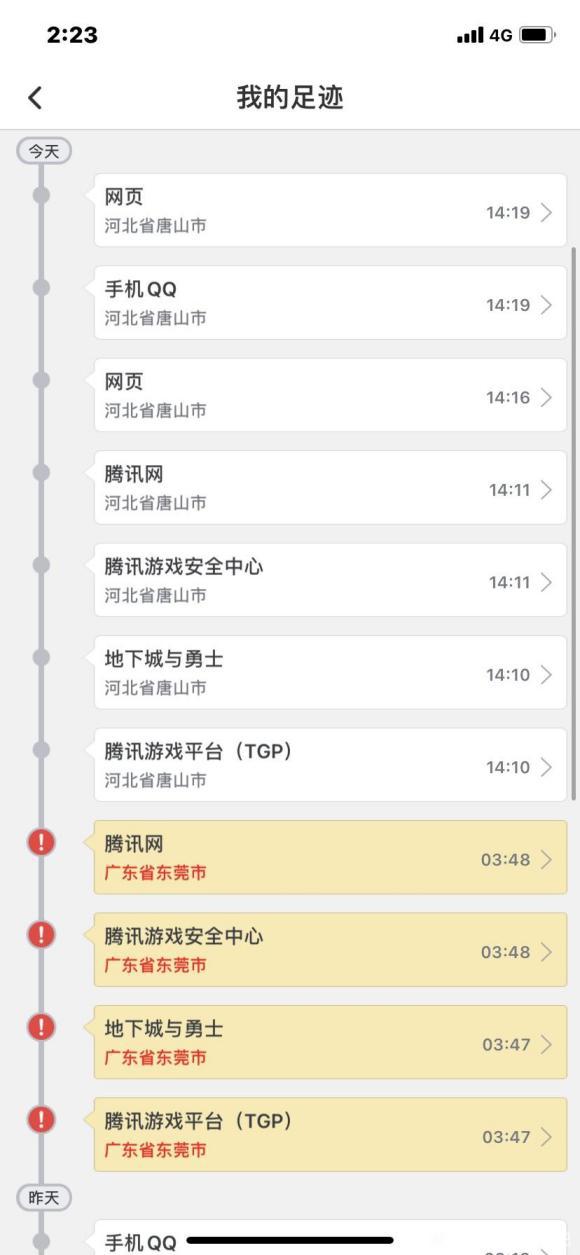 2:23
4G
我的足迹
今天
网页
河北省唐山市
14:19
手机QQ
河北省唐山市
14:19
网页
河北省唐山市
14:16
腾讯网
河北省唐山市
14:11
腾讯游戏安全中心
河北省唐山市
14:11
地下城与勇士
河北省唐山市
14:10
腾讯游戏平台（TGP）
河北省唐山市
14:10
腾讯网
广东省东莞市
03:48
腾讯游戏安全中心
广东省东莞市
03:48
地下城与勇士
广东省东莞市
03:47
腾讯游戏平台（TGP）
广东省东莞市
03:47
昨天
手机QQ